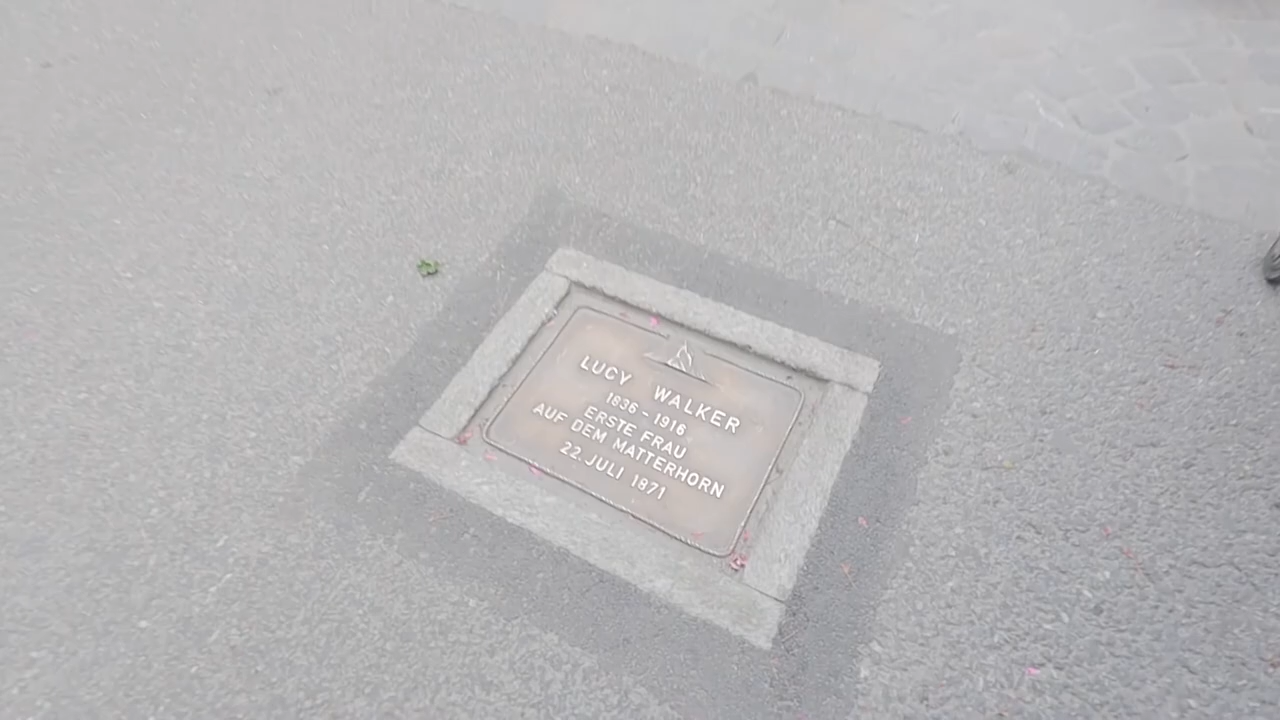 LUCY WALKER
1836 - 1916
ERSTE FRAU
AUF DEM MATTERHORN
22. JULI 1871